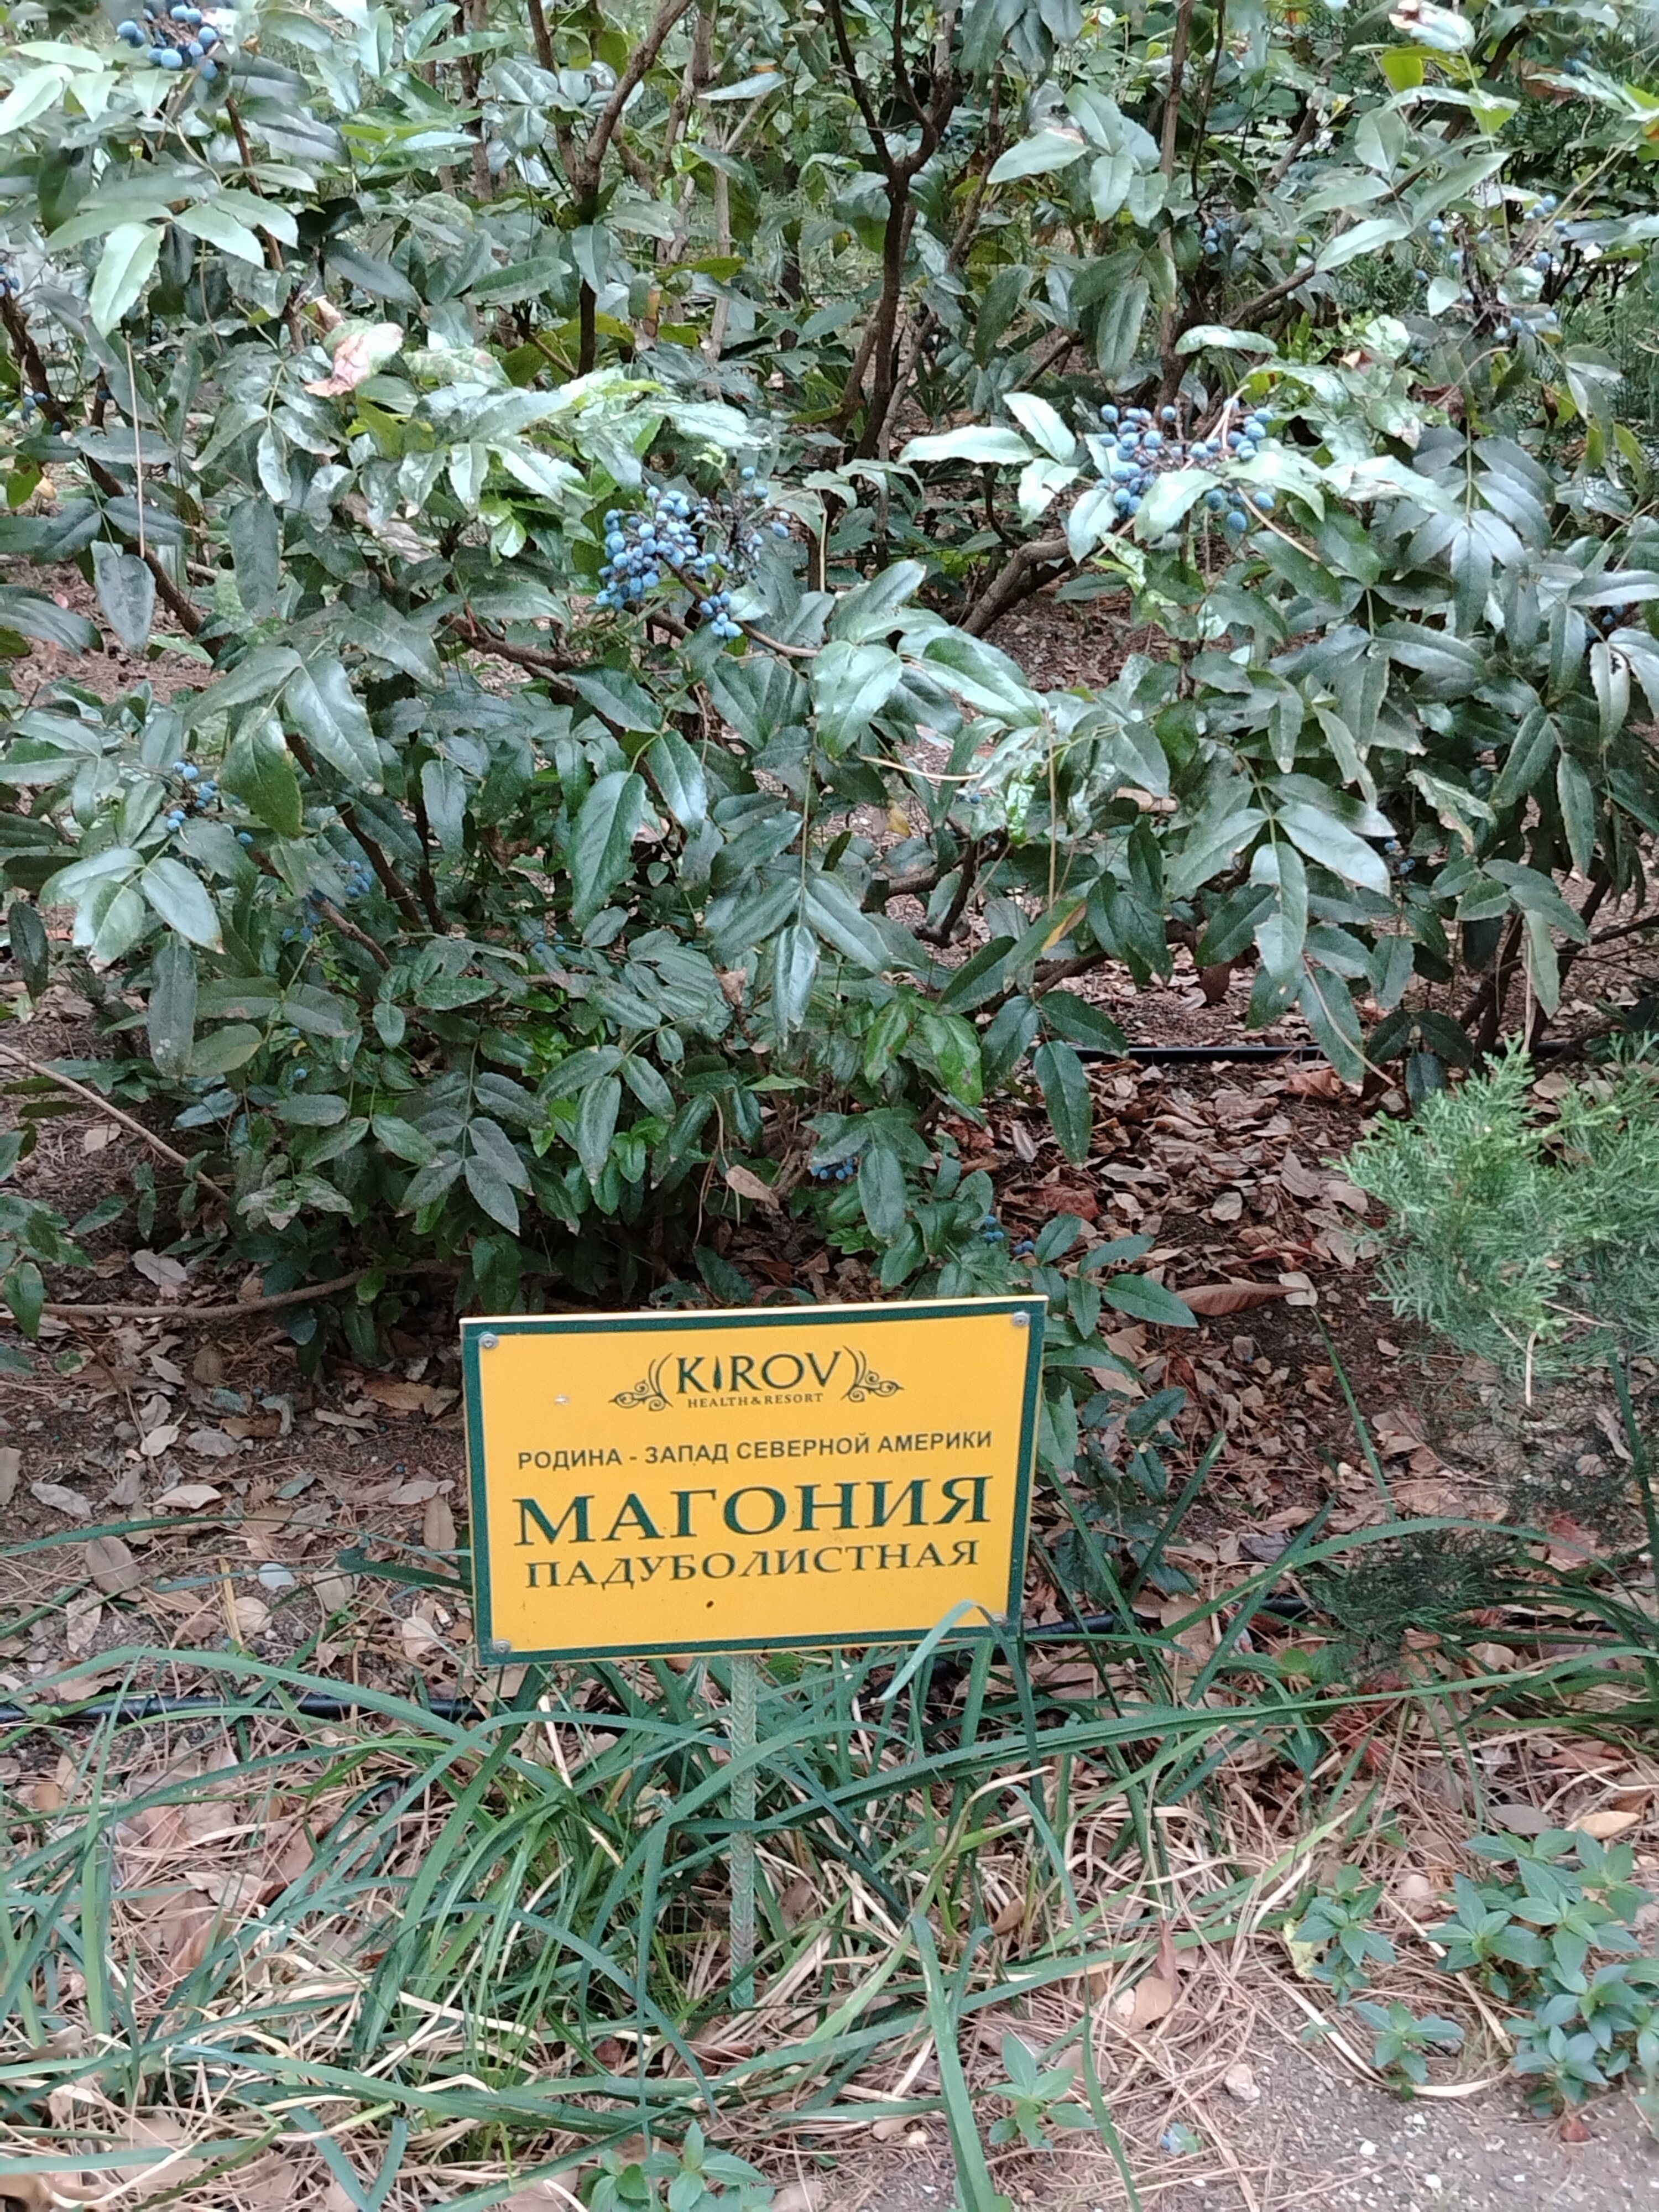 KIROV
HEALTH & RESORT
РОДИНА - ЗАПАД СЕВЕРНОЙ АМЕРИКИ
МАГОНИЯ
ПАДУБОЛИСТНАЯ